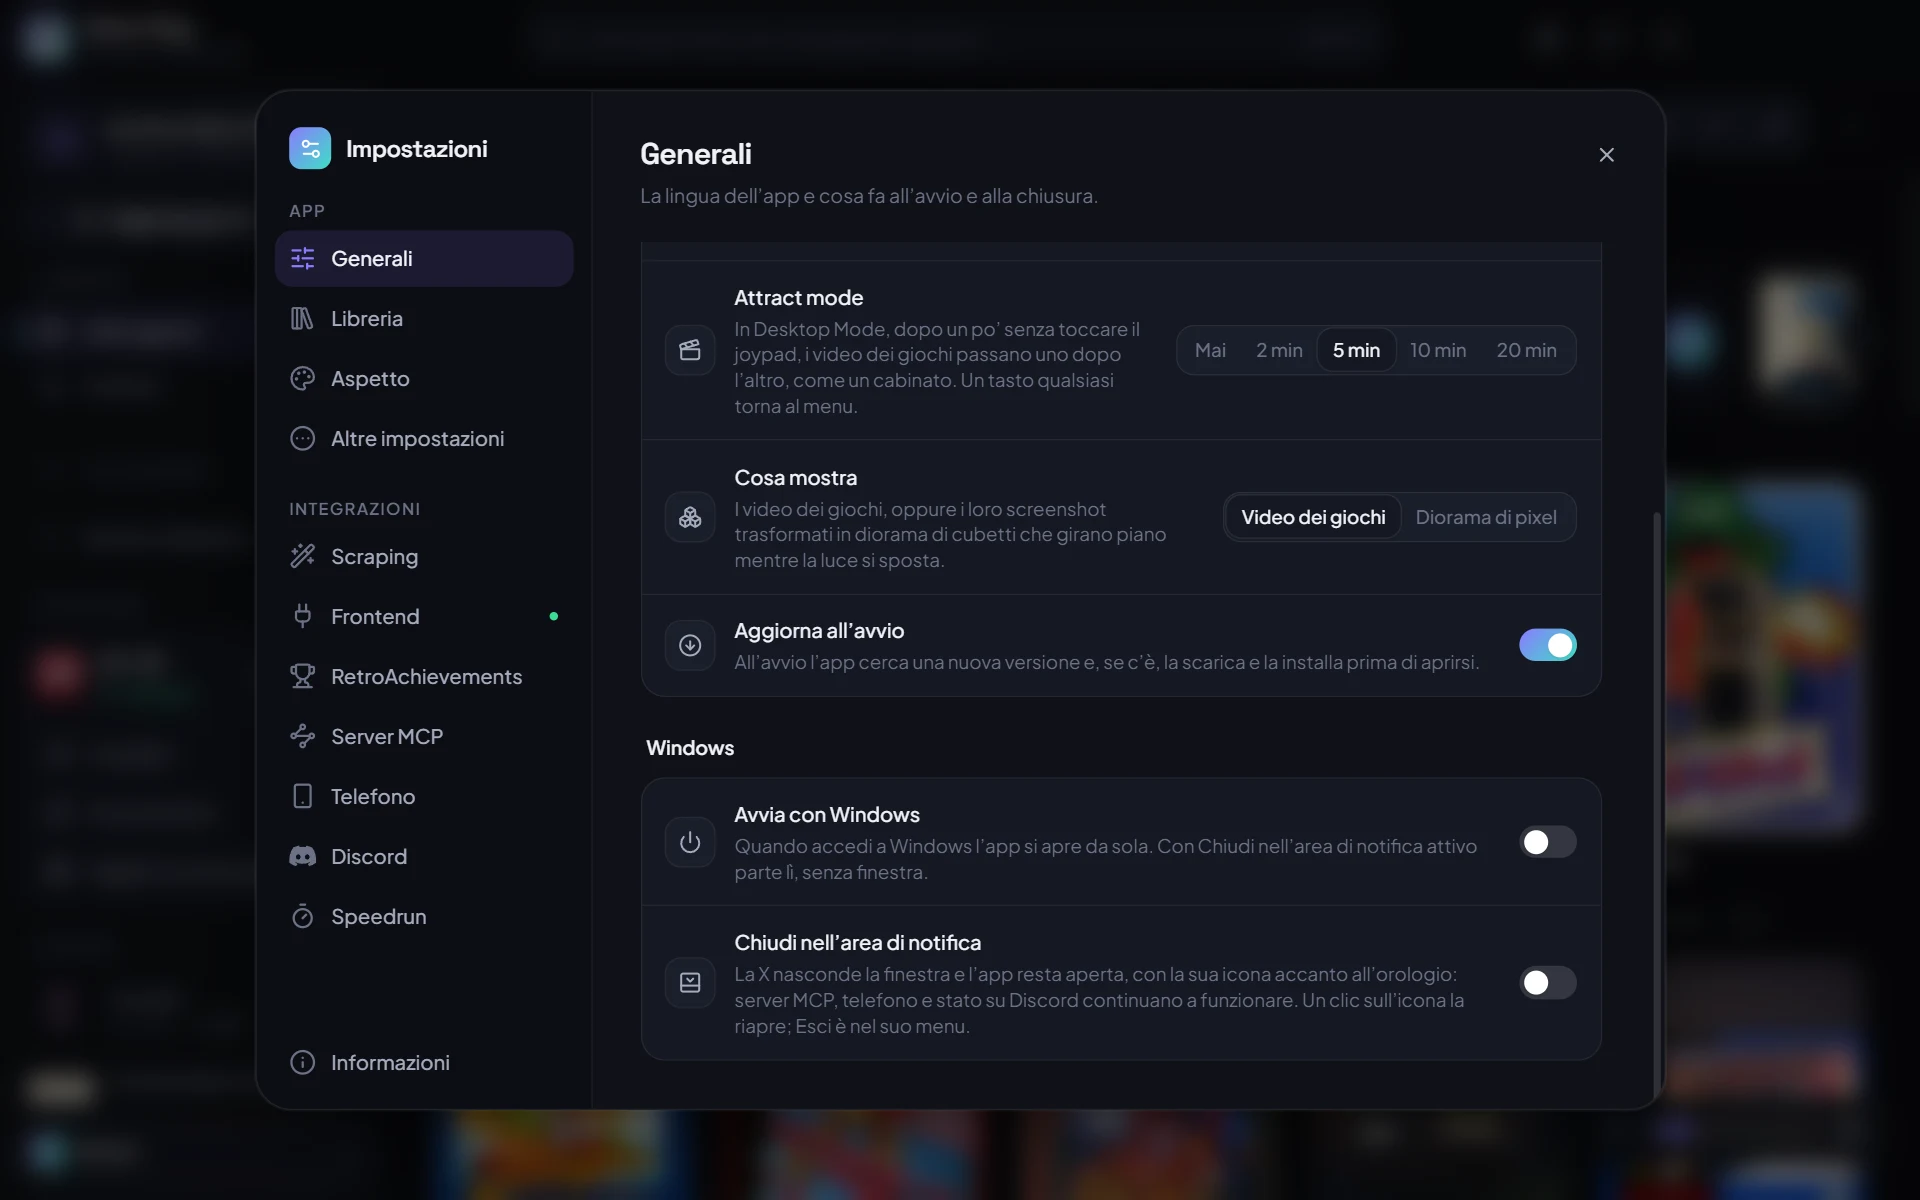 Impostazioni
APP
Generali
Libreria
Aspetto
Altre impostazioni
INTEGRAZIONI
Scraping
Frontend
RetroAchievements
Server MCP
Telefono
Discord
Speedrun
Informazioni
Generali
La lingua dell’app e cosa fa all’avvio e alla chiusura.
Attract mode
In Desktop Mode, dopo un po’ senza toccare il
joypad, i video dei giochi passano uno dopo
l’altro, come un cabinato. Un tasto qualsiasi
torna al menu.
Mai 2 min 5 min 10 min 20 min
Cosa mostra
I video dei giochi, oppure i loro screenshot
trasformati in diorama di cubetti che girano piano
mentre la luce si sposta.
Video dei giochi Diorama di pixel
Aggiorna all’avvio
All’avvio l’app cerca una nuova versione e, se c’è, la scarica e la installa prima di aprirsi.
Windows
Avvia con Windows
Quando accedi a Windows l’app si apre da sola. Con Chiudi nell’area di notifica attivo
parte lì, senza finestra.
Chiudi nell’area di notifica
La X nasconde la finestra e l’app resta aperta, con la sua icona accanto all’orologio:
server MCP, telefono e stato su Discord continuano a funzionare. Un clic sull’icona la
riapre; Esci è nel suo menu.